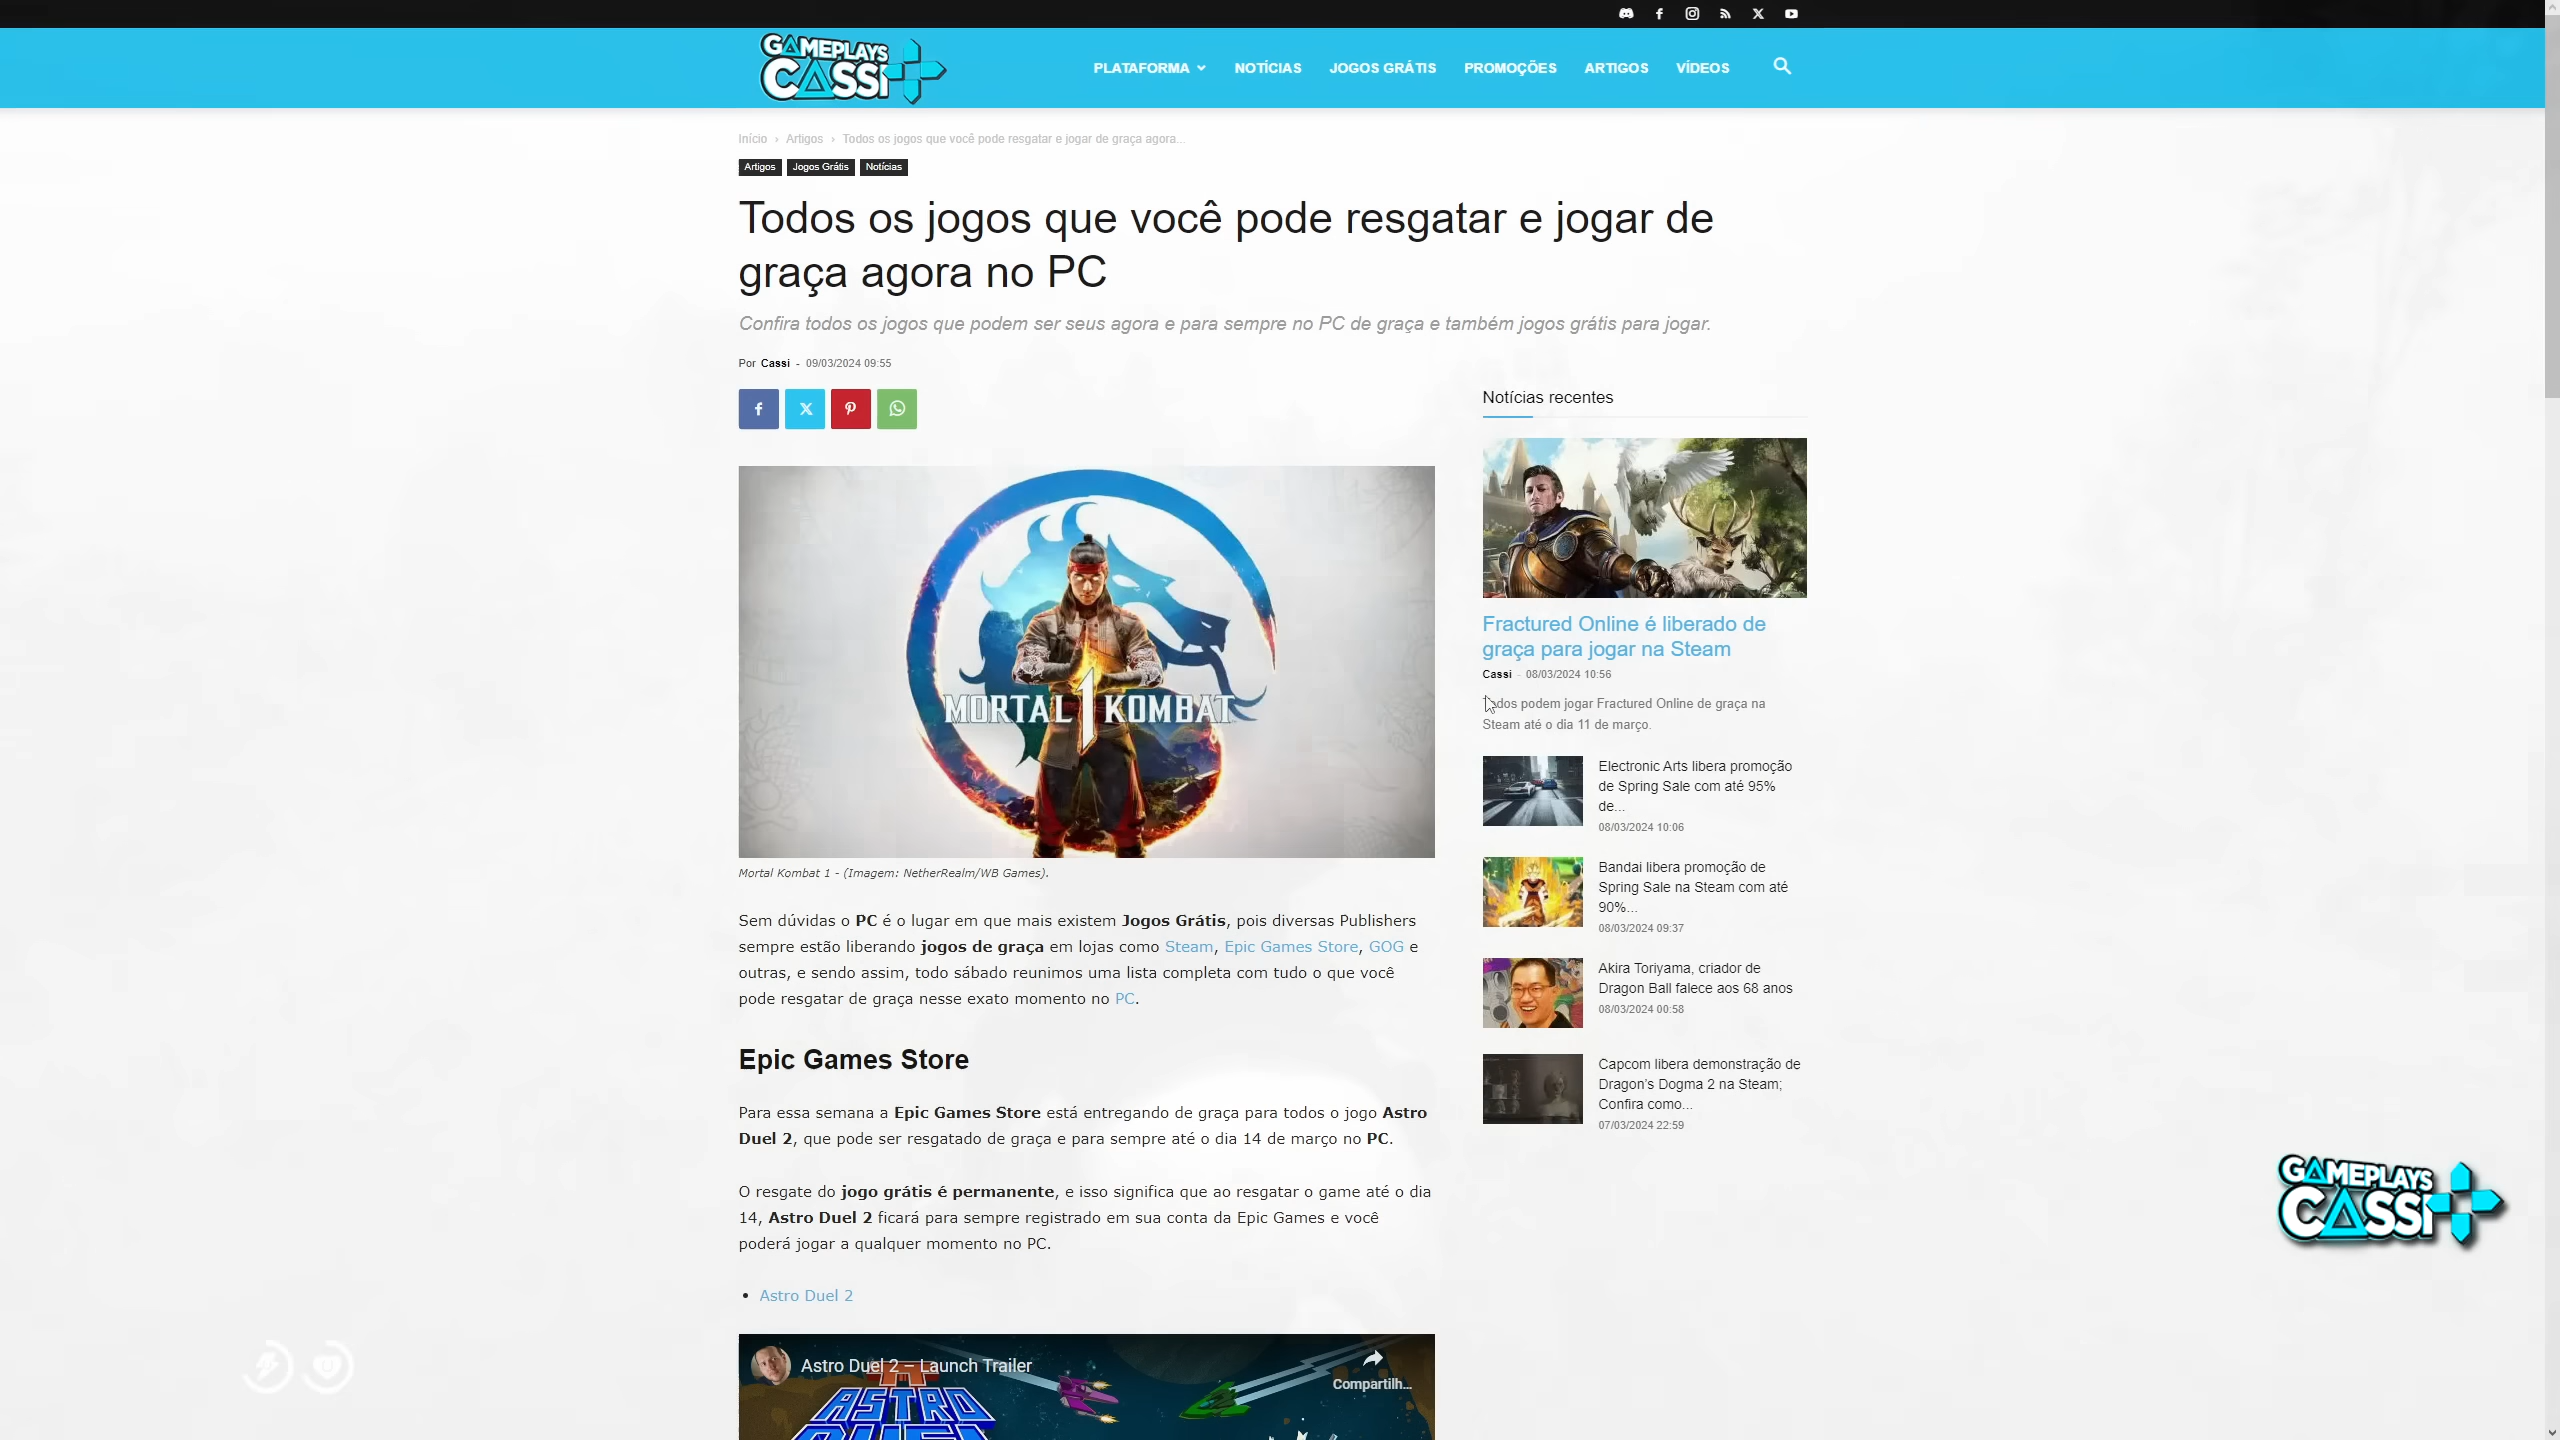 GAMEPLAYS
CASSI
PLATAFORMA
NOTÍCIAS
JOGOS GRÁTIS
PROMOÇÕES
ARTIGOS
VÍDEOS
Início › Artigos › Todos os jogos que você pode resgatar e jogar de graça agora...
Artigos
Jogos Grátis
Notícias
Todos os jogos que você pode resgatar e jogar de
graça agora no PC
Confira todos os jogos que podem ser seus agora e para sempre no PC de graça e também jogos grátis para jogar.
Por Cassi - 09/03/2024 09:55
MORTAL 1 KOMBAT
Mortal Kombat 1 - (Imagem: NetherRealm/WB Games).
Sem dúvidas o PC é o lugar em que mais existem Jogos Grátis, pois diversas Publishers
sempre estão liberando jogos de graça em lojas como Steam, Epic Games Store, GOG e
outras, e sendo assim, todo sábado reunimos uma lista completa com tudo o que você
pode resgatar de graça nesse exato momento no PC.
Epic Games Store
Para essa semana a Epic Games Store está entregando de graça para todos o jogo Astro
Duel 2, que pode ser resgatado de graça e para sempre até o dia 14 de março no PC.
O resgate do jogo grátis é permanente, e isso significa que ao resgatar o game até o dia
14, Astro Duel 2 ficará para sempre registrado em sua conta da Epic Games e você
poderá jogar a qualquer momento no PC.
• Astro Duel 2
Astro Duel 2 – Launch Trailer
Compartilh...
ASTRO
DUEL
Notícias recentes
Fractured Online é liberado de
graça para jogar na Steam
Cassi - 08/03/2024 10:56
Todos podem jogar Fractured Online de graça na
Steam até o dia 11 de março.
Electronic Arts libera promoção
de Spring Sale com até 95%
de...
08/03/2024 10:06
Bandai libera promoção de
Spring Sale na Steam com até
90%...
08/03/2024 09:37
Akira Toriyama, criador de
Dragon Ball falece aos 68 anos
08/03/2024 00:58
Capcom libera demonstração de
Dragon’s Dogma 2 na Steam;
Confira como...
07/03/2024 22:59
GAMEPLAYS
CASSI